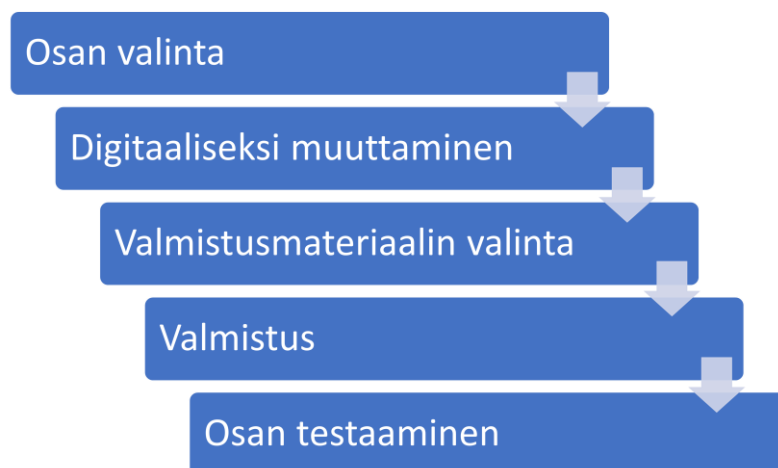 Osan valinta
Digitaaliseksi muuttaminen
Valmistusmateriaalin valinta
Valmistus
Osan testaaminen